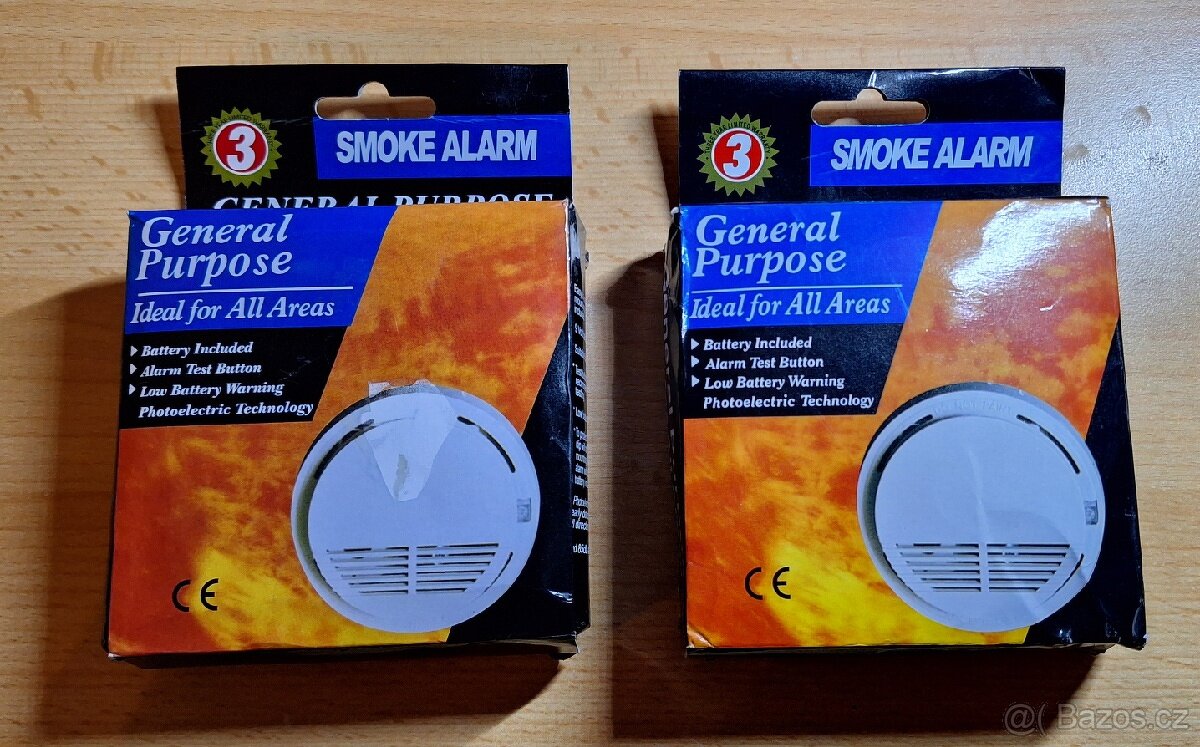 3
SMOKE ALARM
GENERAL PURPOSE
General
Purpose
Ideal for All Areas
Battery Included
Alarm Test Button
Low Battery Warning
Photoelectric Technology
CE
3
SMOKE ALARM
General
Purpose
Ideal for All Areas
Battery Included
Alarm Test Button
Low Battery Warning
Photoelectric Technology
CE
@( Bazos.cz